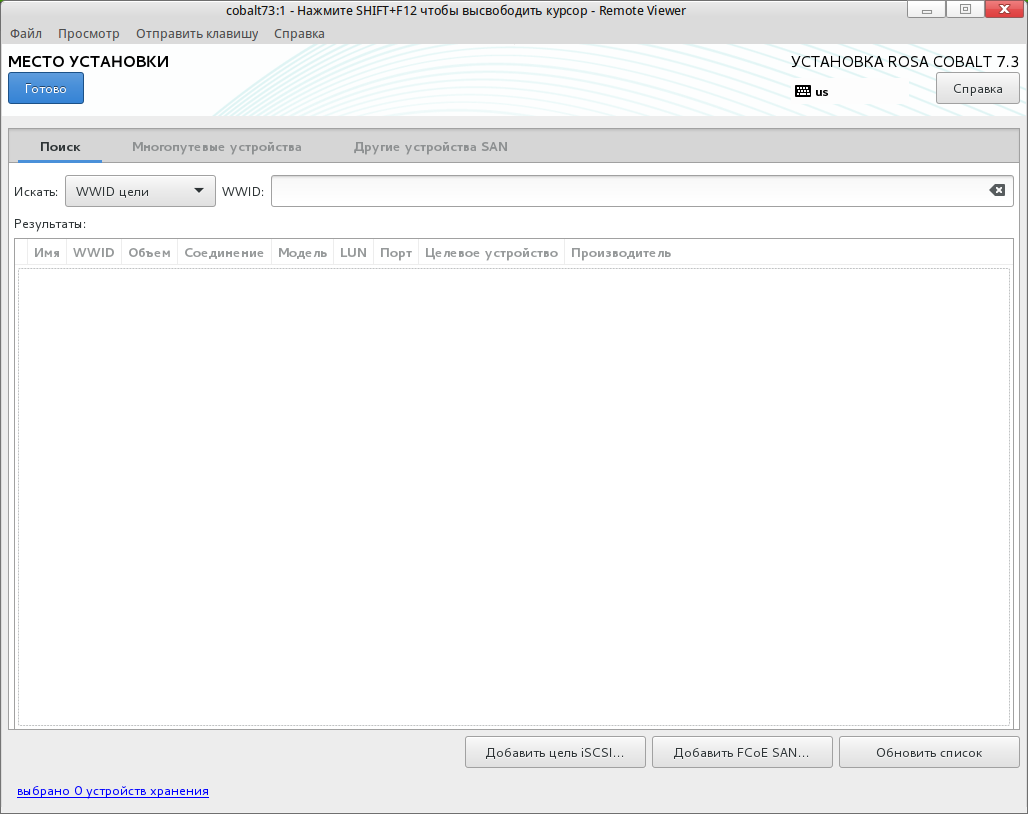 cobalt73:1 - Нажмите SHIFT+F12 чтобы высвободить курсор - Remote Viewer
Файл Просмотр Отправить клавишу Справка
МЕСТО УСТАНОВКИ УСТАНОВКА ROSA COBALT 7.3
Готово us Справка
Поиск Многопутевые устройства Другие устройства SAN
Искать: WWID цели WWID:
Результаты:
Имя WWID Объем Соединение Модель LUN Порт Целевое устройство Производитель
Добавить цель iSCSI... Добавить FCoE SAN... Обновить список
выбрано 0 устройств хранения